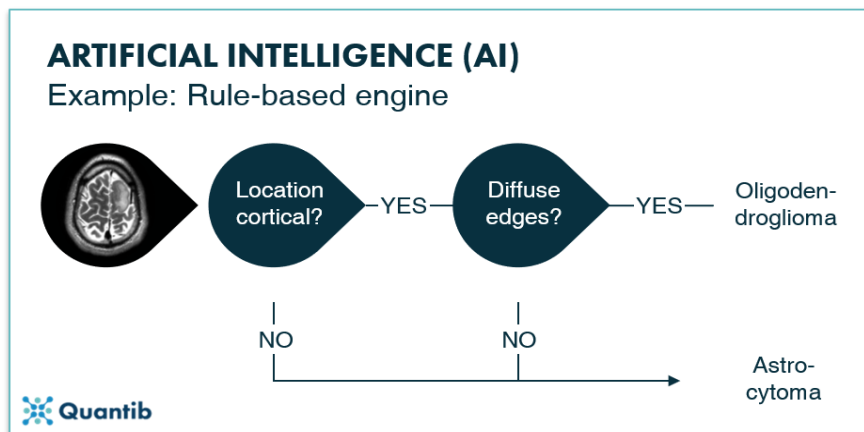 ARTIFICIAL INTELLIGENCE (AI)
Example: Rule-based engine
Location
cortical?
YES
Diffuse
edges?
YES
Oligoden-
droglioma
NO
NO
Astro-
cytoma
Quantib